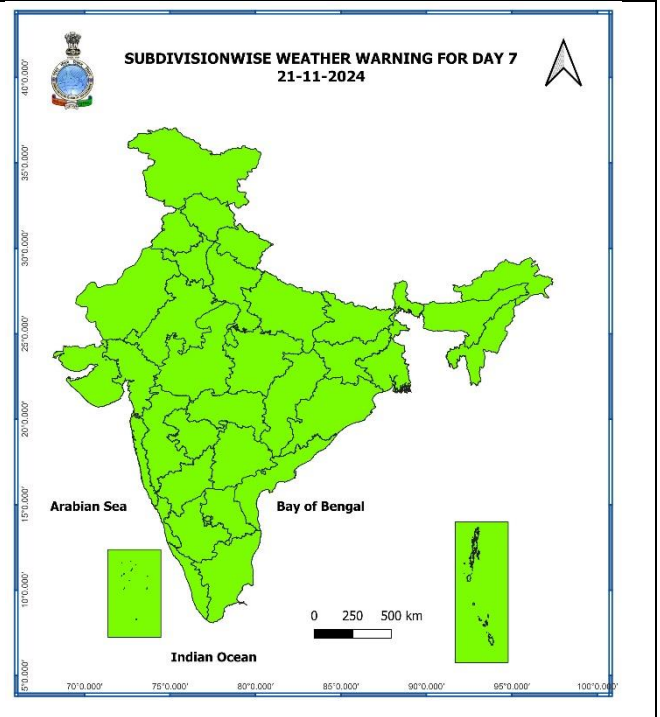 SUBDIVISIONWISE WEATHER WARNING FOR DAY 7
21-11-2024
40°0.000'
35°0.000'
30°0.000'
25°0.000'
20°0.000'
15°0.000'
10°0.000'
5°0.000'
Arabian Sea
Bay of Bengal
0 250 500 km
Indian Ocean
70°0.000' 75°0.000' 80°0.000' 85°0.000' 90°0.000' 95°0.000' 100°0.000'